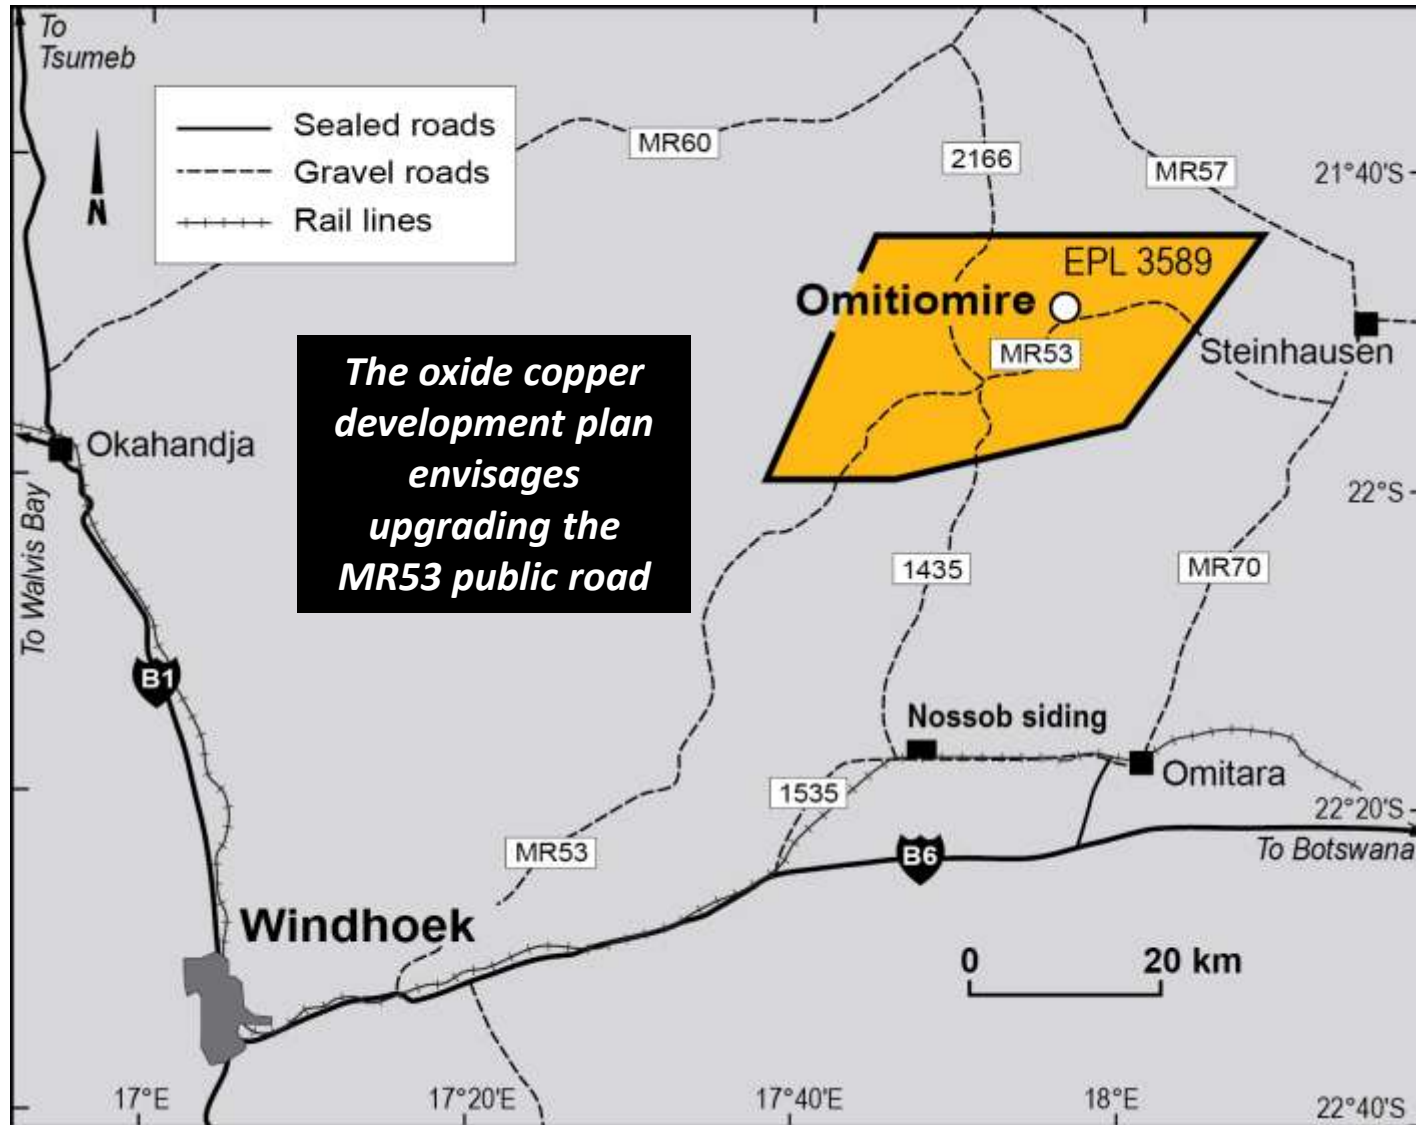 To
Tsumeb
Sealed roads
Gravel roads
Rail lines
N
MR60
2166
MR57
21°40'S
EPL 3589
Omitiomire
MR53
Steinhausen
The oxide copper
development plan
envisages
upgrading the
MR53 public road
Okahandja
To Walvis Bay
22°S
1435
MR70
B1
Nossob siding
Omitara
1535
22°20'S
MR53
B6
To Botswana
Windhoek
0 20 km
17°E
17°20'E
17°40'E
18°E
22°40'S